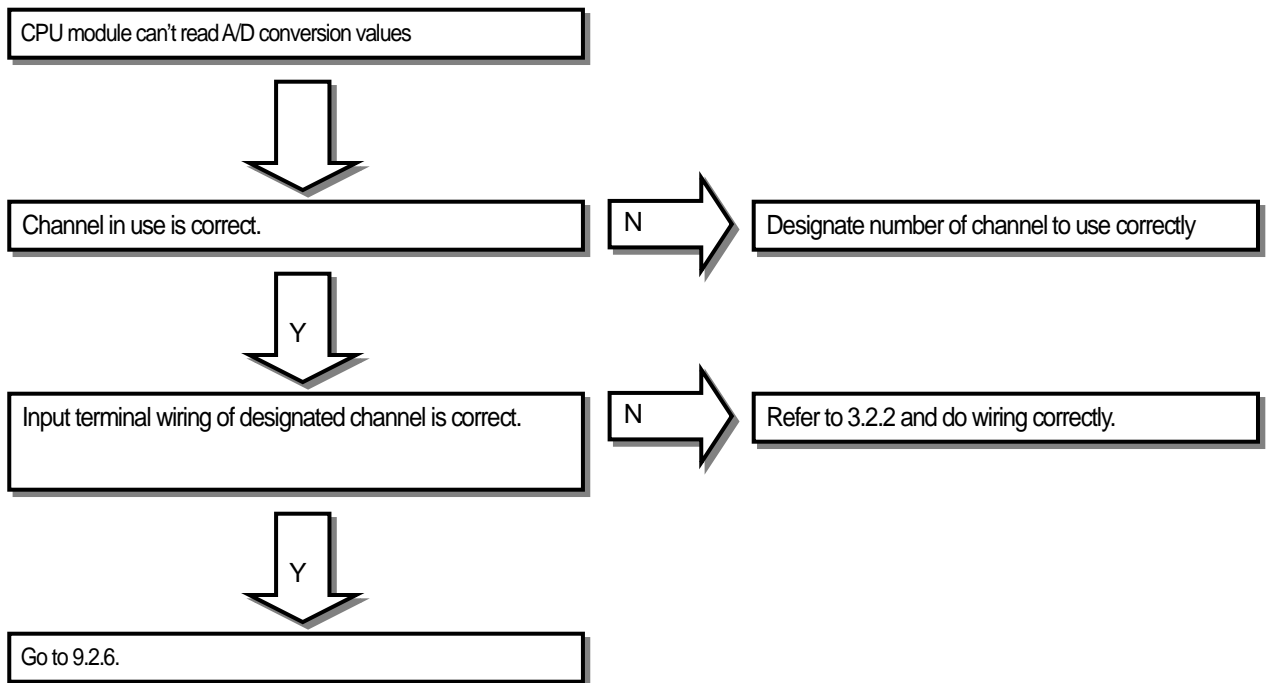 CPU module can't read A/D conversion values
Channel in use is correct.
N
Designate number of channel to use correctly
Y
Input terminal wiring of designated channel is correct.
N
Refer to 3.2.2 and do wiring correctly.
Y
Go to 9.2.6.